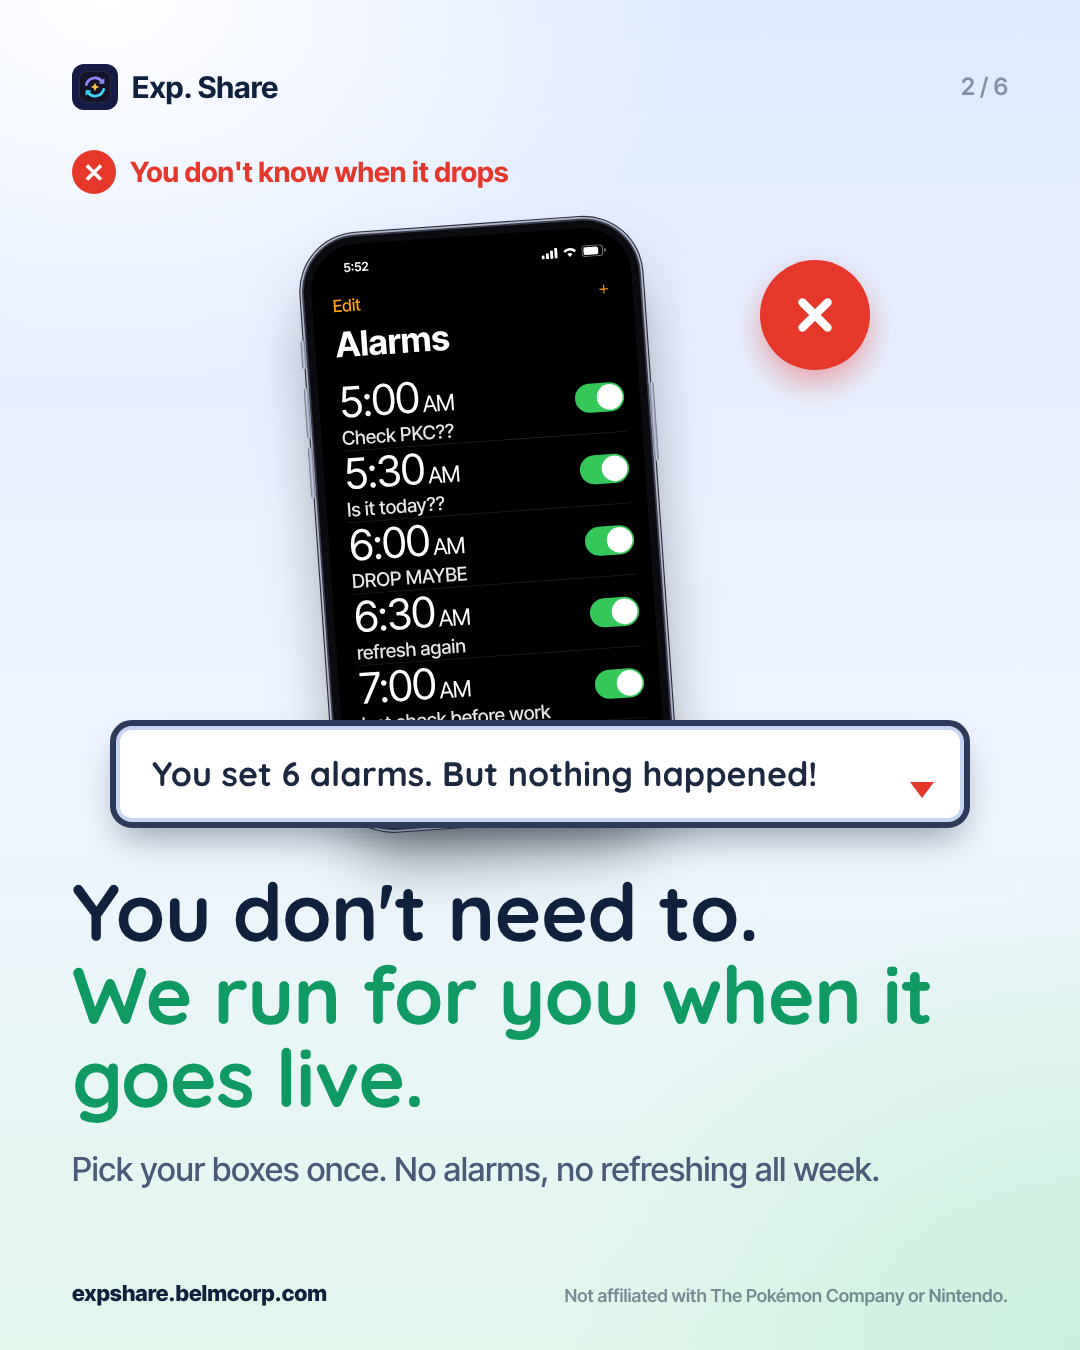 Exp. Share
2 / 6
You don't know when it drops
5:52
Edit
+
Alarms
5:00 AM
Check PKC??
5:30 AM
Is it today??
6:00 AM
DROP MAYBE
6:30 AM
refresh again
7:00 AM
check before work
You set 6 alarms. But nothing happened!
You don't need to.
We run for you when it
goes live.
Pick your boxes once. No alarms, no refreshing all week.
expshare.belmcorp.com
Not affiliated with The Pokémon Company or Nintendo.